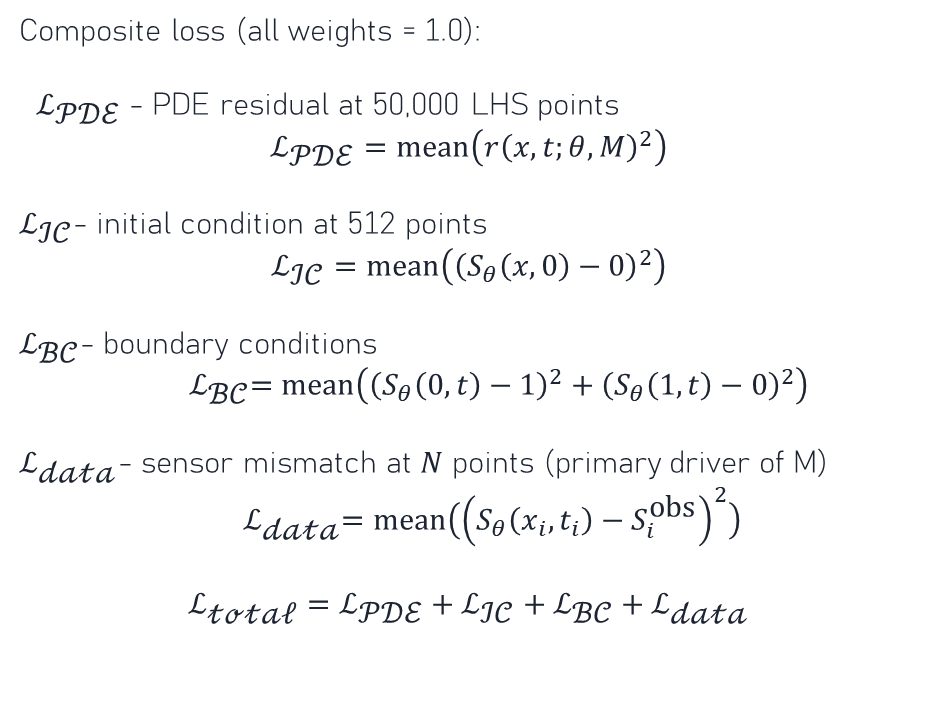 Composite loss (all weights = 1.0):
ℒ𝒫𝒟ℰ - PDE residual at 50,000 LHS points
ℒ𝒫𝒟ℰ = mean(r(x, t; θ, M)²)
ℒℐ𝒞 - initial condition at 512 points
ℒℐ𝒞 = mean((S_θ(x, 0) − 0)²)
ℒℬ𝒞 - boundary conditions
ℒℬ𝒞 = mean((S_θ(0, t) − 1)² + (S_θ(1, t) − 0)²)
ℒ𝒹𝒶𝓉𝒶 - sensor mismatch at N points (primary driver of M)
ℒ𝒹𝒶𝓉𝒶 = mean((S_θ(x_i, t_i) − S_i^obs)²)
ℒ𝓉ℴ𝓉𝒶ℓ = ℒ𝒫𝒟ℰ + ℒℐ𝒞 + ℒℬ𝒞 + ℒ𝒹𝒶𝓉𝒶